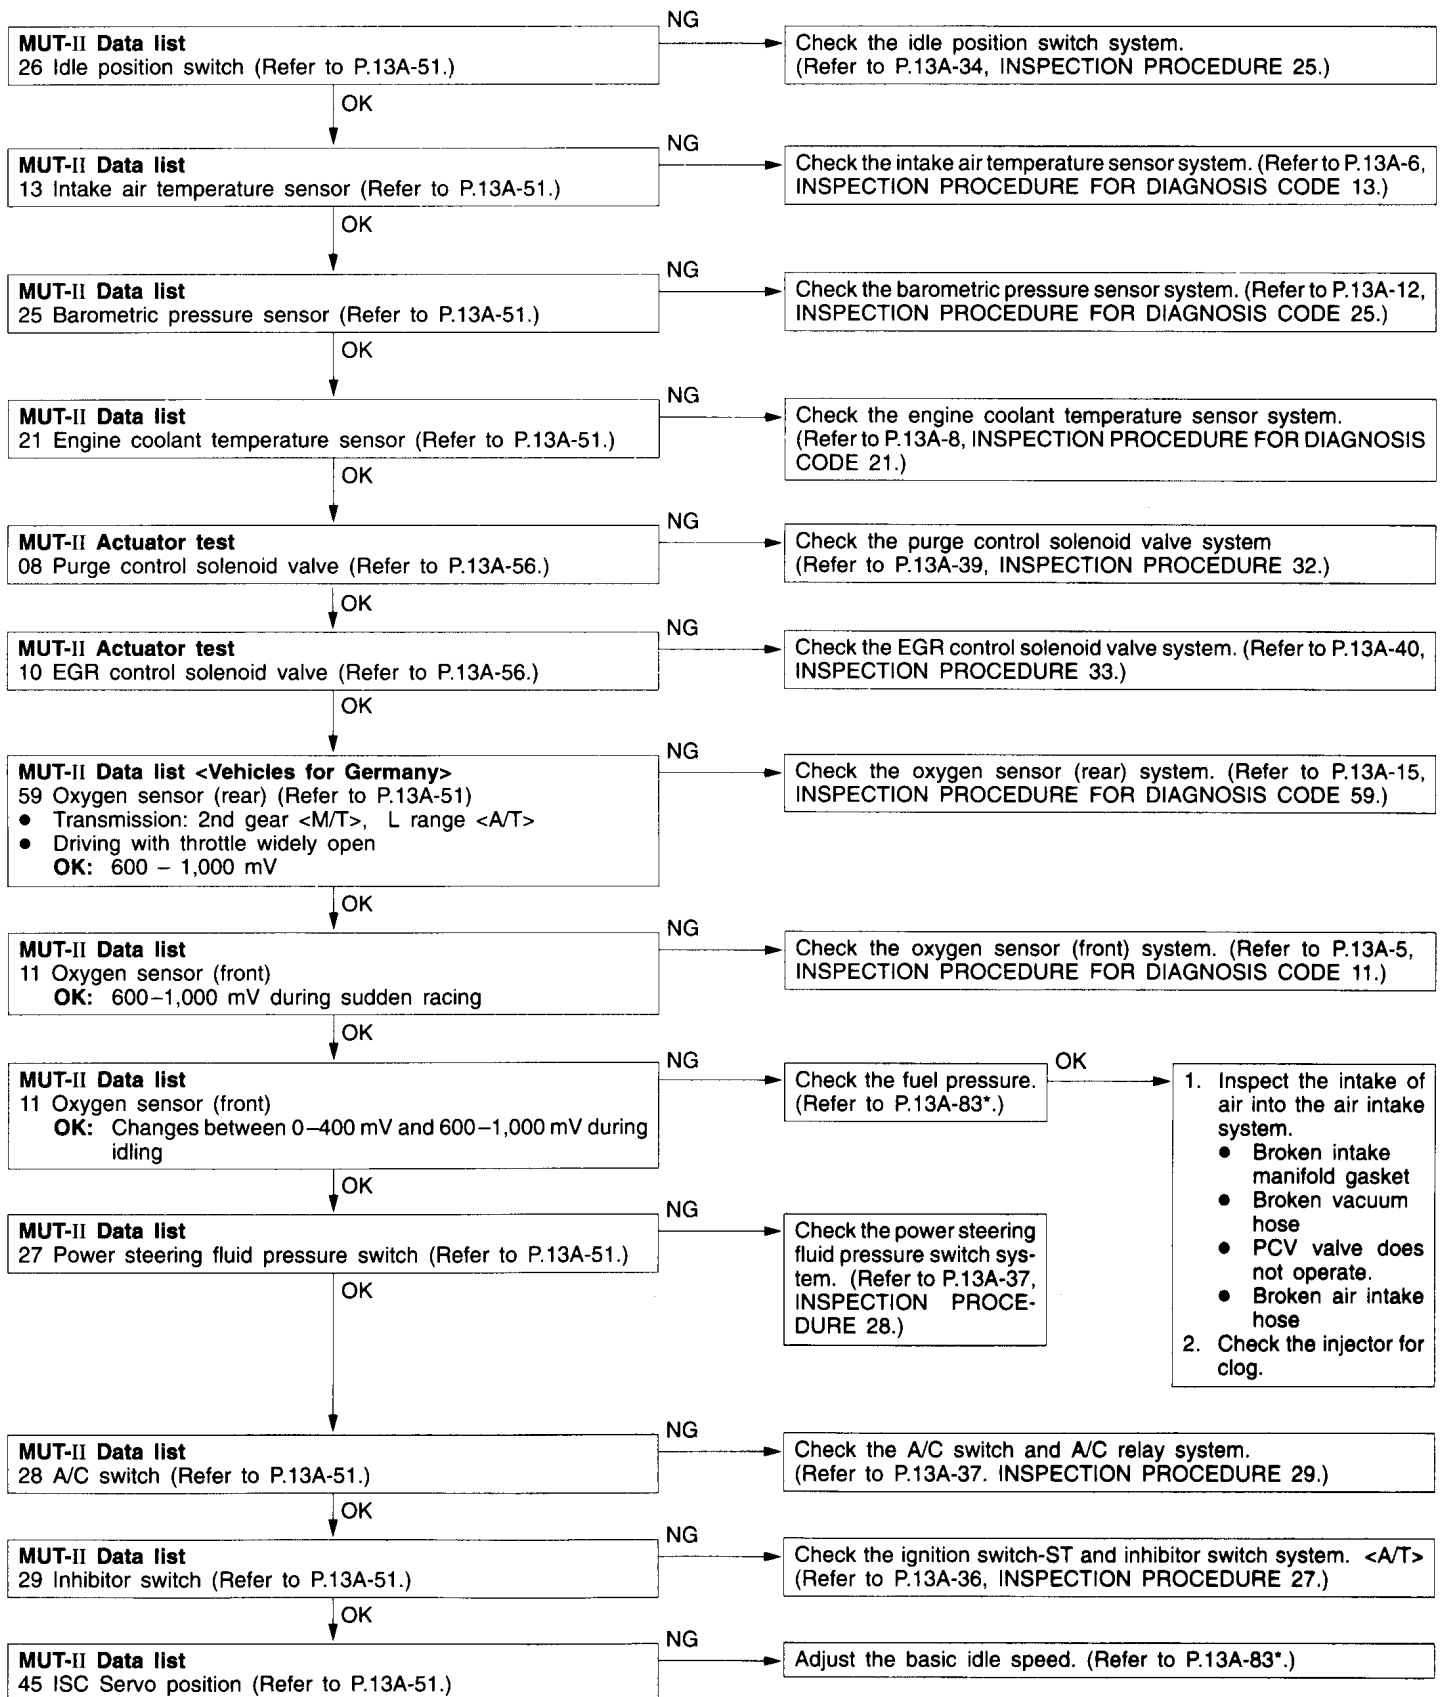 NG
MUT-II Data list
26 Idle position switch (Refer to P.13A-51.)
Check the idle position switch system.
(Refer to P.13A-34, INSPECTION PROCEDURE 25.)
OK
NG
MUT-II Data list
13 Intake air temperature sensor (Refer to P.13A-51.)
Check the intake air temperature sensor system. (Refer to P.13A-6,
INSPECTION PROCEDURE FOR DIAGNOSIS CODE 13.)
OK
NG
MUT-II Data list
25 Barometric pressure sensor (Refer to P.13A-51.)
Check the barometric pressure sensor system. (Refer to P.13A-12,
INSPECTION PROCEDURE FOR DIAGNOSIS CODE 25.)
OK
NG
MUT-II Data list
21 Engine coolant temperature sensor (Refer to P.13A-51.)
Check the engine coolant temperature sensor system.
(Refer to P.13A-8, INSPECTION PROCEDURE FOR DIAGNOSIS
CODE 21.)
OK
NG
MUT-II Actuator test
08 Purge control solenoid valve (Refer to P.13A-56.)
Check the purge control solenoid valve system
(Refer to P.13A-39, INSPECTION PROCEDURE 32.)
OK
NG
MUT-II Actuator test
10 EGR control solenoid valve (Refer to P.13A-56.)
Check the EGR control solenoid valve system. (Refer to P.13A-40,
INSPECTION PROCEDURE 33.)
OK
NG
MUT-II Data list <Vehicles for Germany>
59 Oxygen sensor (rear) (Refer to P.13A-51)
● Transmission: 2nd gear <M/T>, L range <A/T>
● Driving with throttle widely open
OK: 600 – 1,000 mV
Check the oxygen sensor (rear) system. (Refer to P.13A-15,
INSPECTION PROCEDURE FOR DIAGNOSIS CODE 59.)
OK
NG
MUT-II Data list
11 Oxygen sensor (front)
OK: 600–1,000 mV during sudden racing
Check the oxygen sensor (front) system. (Refer to P.13A-5,
INSPECTION PROCEDURE FOR DIAGNOSIS CODE 11.)
OK
NG
MUT-II Data list
11 Oxygen sensor (front)
OK: Changes between 0–400 mV and 600–1,000 mV during
idling
Check the fuel pressure.
(Refer to P.13A-83*.)
OK
1. Inspect the intake of
air into the air intake
system.
● Broken intake
manifold gasket
● Broken vacuum
hose
● PCV valve does
not operate.
● Broken air intake
hose
2. Check the injector for
clog.
OK
NG
MUT-II Data list
27 Power steering fluid pressure switch (Refer to P.13A-51.)
Check the power steering
fluid pressure switch sys-
tem. (Refer to P.13A-37,
INSPECTION PROCE-
DURE 28.)
OK
NG
MUT-II Data list
28 A/C switch (Refer to P.13A-51.)
Check the A/C switch and A/C relay system.
(Refer to P.13A-37. INSPECTION PROCEDURE 29.)
OK
NG
MUT-II Data list
29 Inhibitor switch (Refer to P.13A-51.)
Check the ignition switch-ST and inhibitor switch system. <A/T>
(Refer to P.13A-36, INSPECTION PROCEDURE 27.)
OK
NG
MUT-II Data list
45 ISC Servo position (Refer to P.13A-51.)
Adjust the basic idle speed. (Refer to P.13A-83*.)